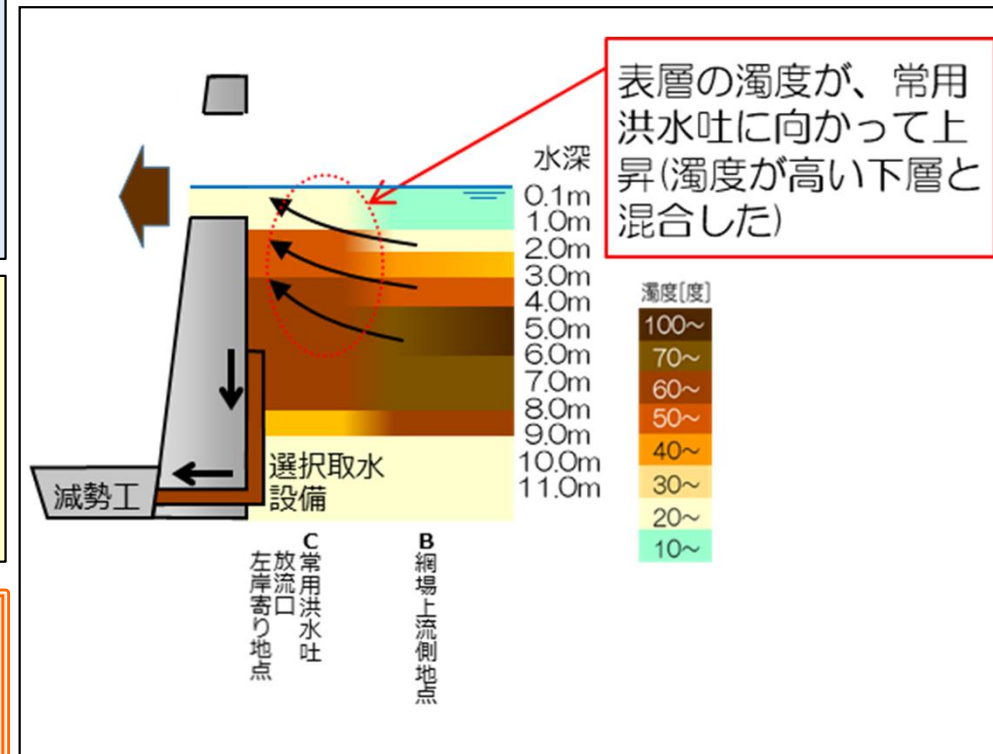 表層の濁度が、常用
洪水吐に向かって上
昇(濁度が高い下層と
混合した)
水深
0.1m
1.0m
2.0m
3.0m
4.0m
5.0m
6.0m
7.0m
8.0m
9.0m
10.0m
11.0m
濁度[度]
100～
70～
60～
50～
40～
30～
20～
10～
選択取水
設備
減勢工
C常用洪水吐
放流口
左岸寄り地点
B網場上流側地点